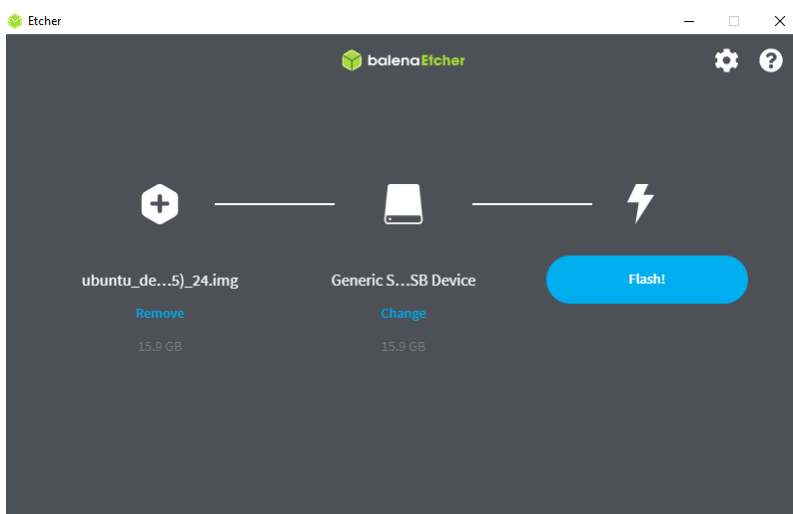 Etcher
balenaEtcher
ubuntu_de...5)_24.img
Generic S...SB Device
Flash!
Remove
Change
15.9 GB
15.9 GB